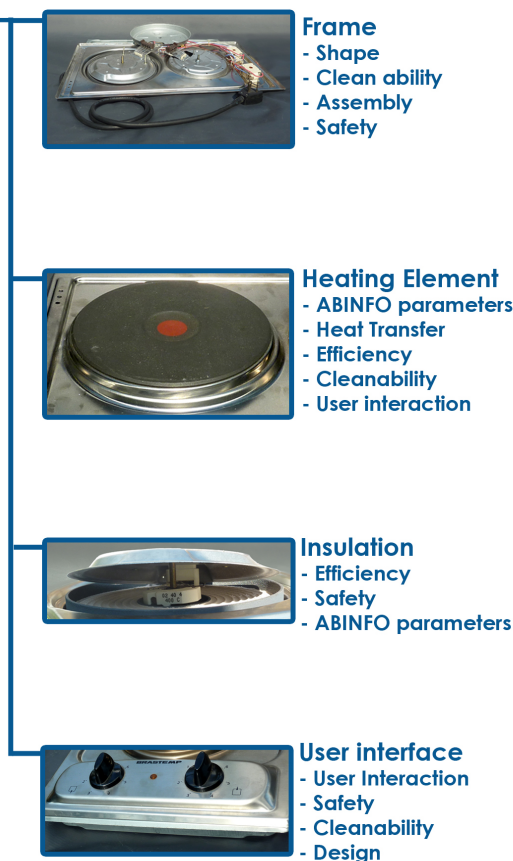 Frame
- Shape
- Clean ability
- Assembly
- Safety
Heating Element
- ABINFO parameters
- Heat Transfer
- Efficiency
- Cleanability
- User interaction
Insulation
- Efficiency
- Safety
- ABINFO parameters
User interface
- User Interaction
- Safety
- Cleanability
- Design
BRASTEMP